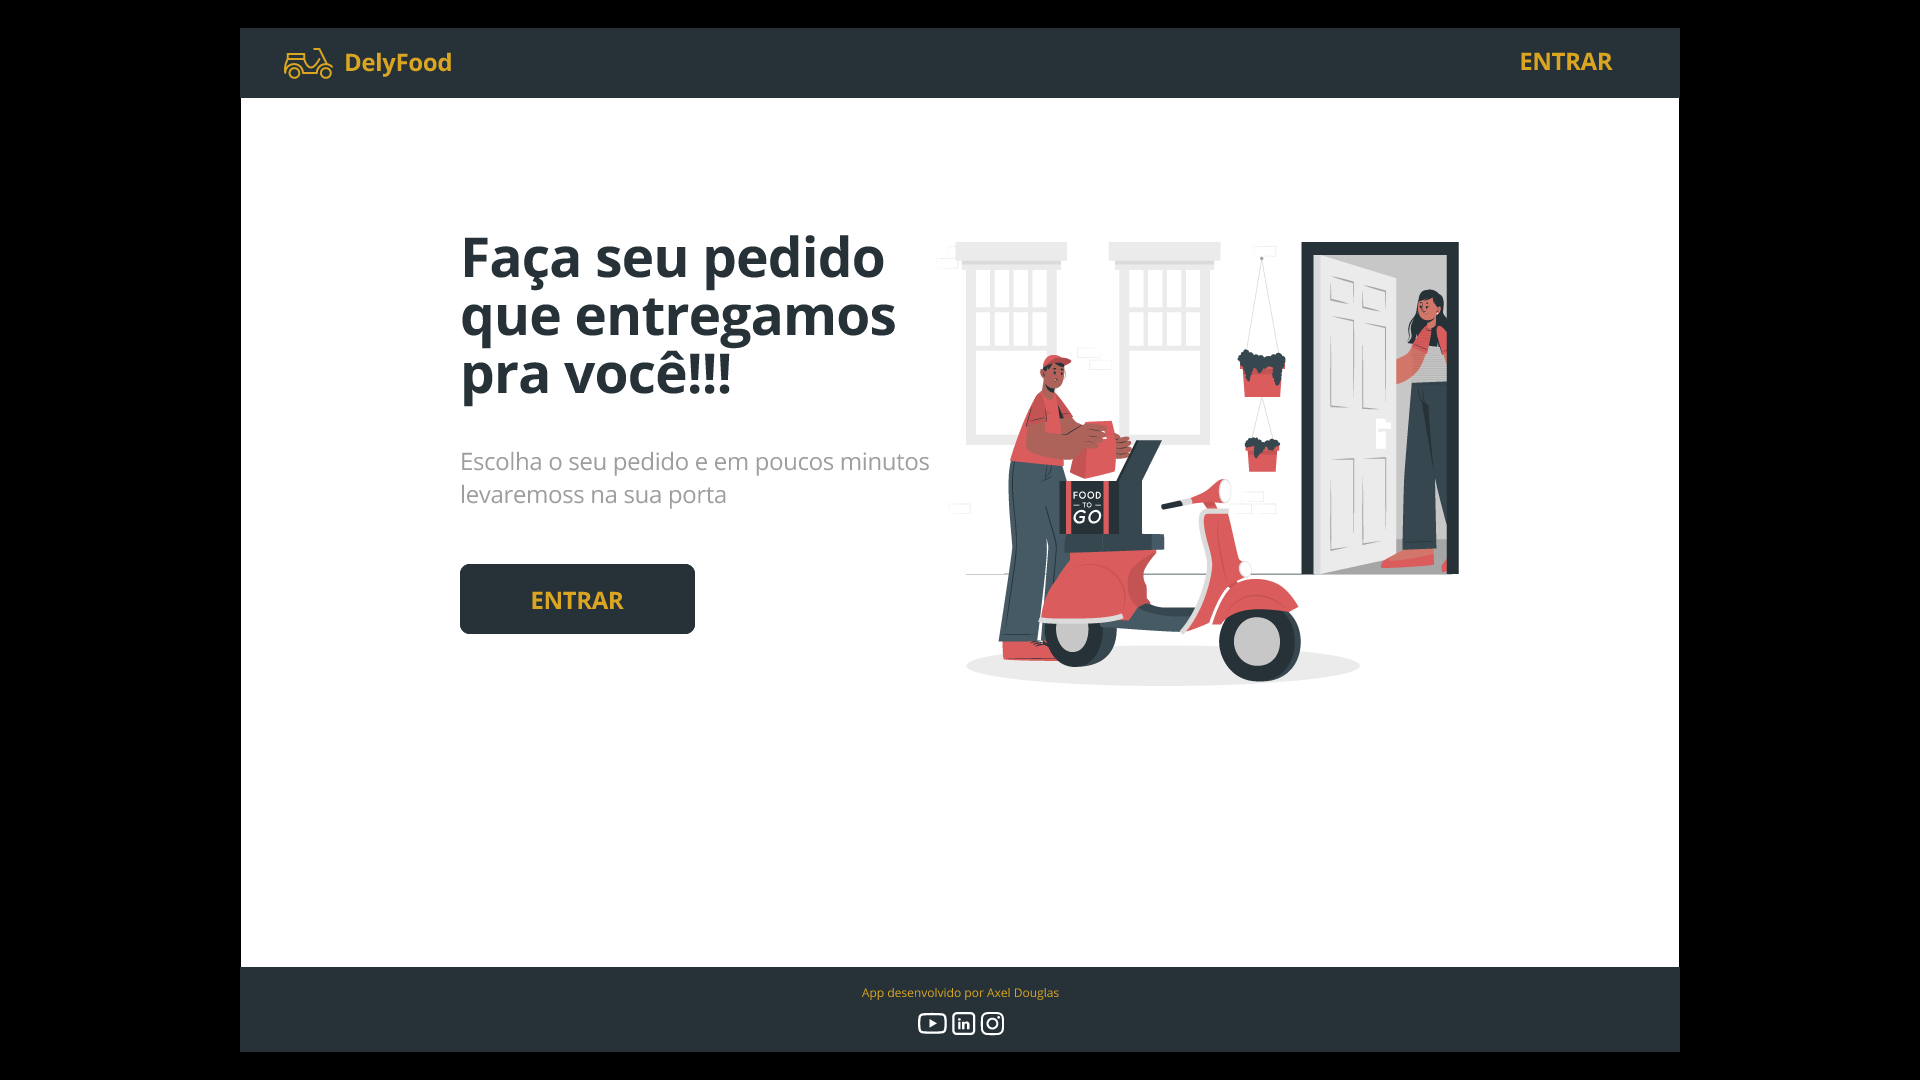 DelyFood
ENTRAR
Faça seu pedido
que entregamos
pra você!!!
Escolha o seu pedido e em poucos minutos
levaremoss na sua porta
ENTRAR
FOOD
TO
GO
App desenvolvido por Axel Douglas
in